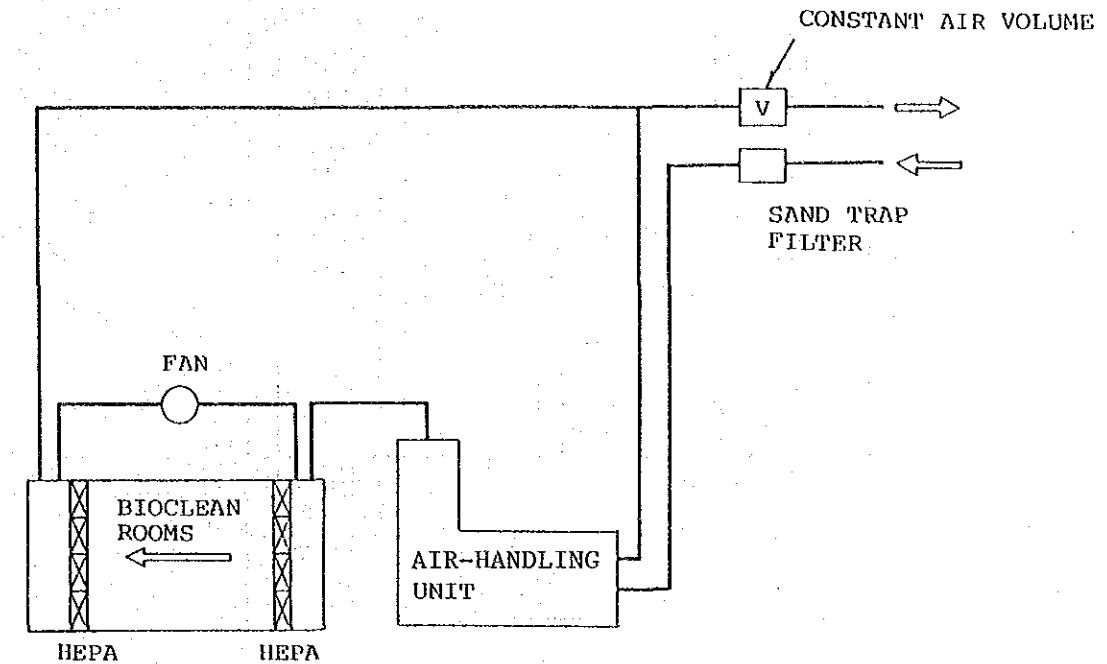 CONSTANT AIR VOLUME
V
SAND TRAP
FILTER
FAN
BIOCLEAN
ROOMS
AIR-HANDLING
UNIT
HEPA
HEPA